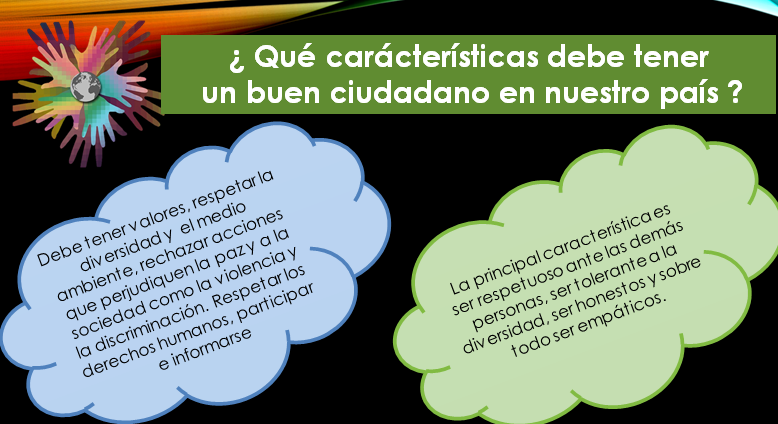 ¿ Qué carácterísticas debe tener
un buen ciudadano en nuestro país ?
Debe tener valores, respetar la
diversidad y el medio
ambiente, rechazar acciones
que perjudiquen la paz y a la
sociedad como la violencia y
la discriminación. Respetar los
derechos humanos, participar
e informarse
La principal característica es
ser respetuoso ante las demás
personas, ser tolerante a la
diversidad, ser honestos y sobre
todo ser empáticos.